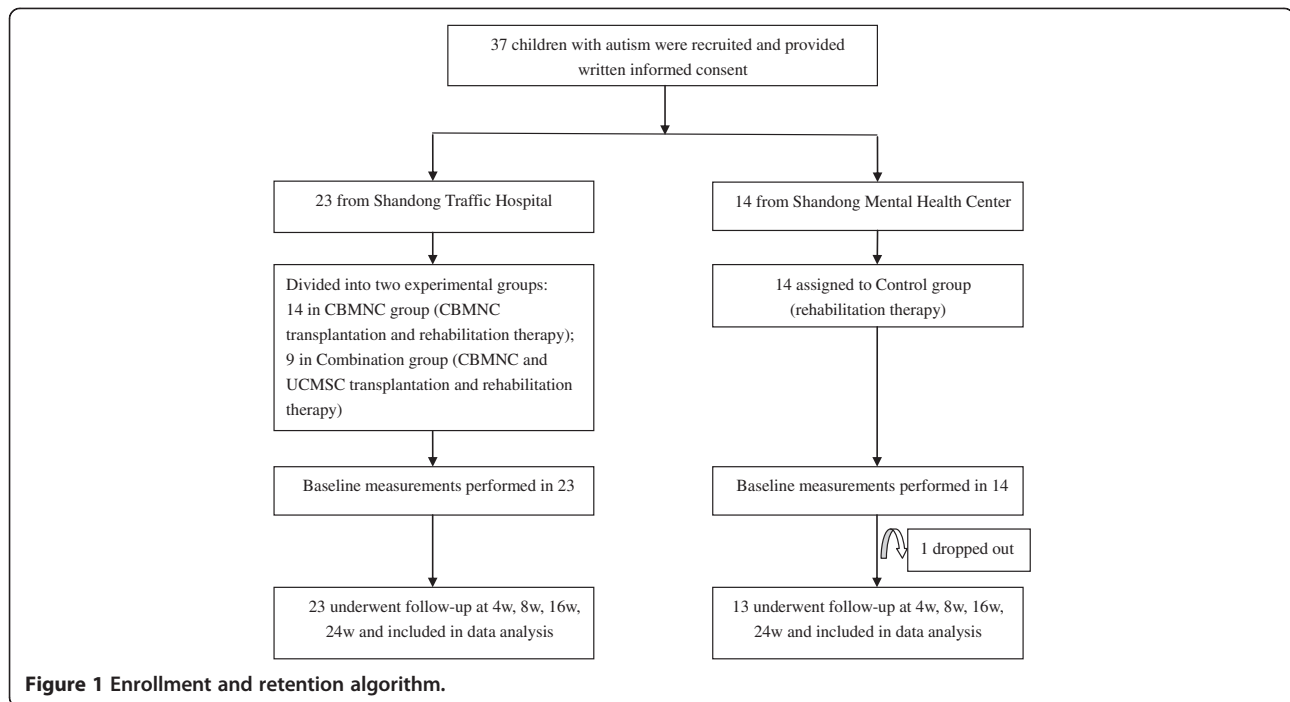 37 children with autism were recruited and provided
written informed consent
23 from Shandong Traffic Hospital
14 from Shandong Mental Health Center
Divided into two experimental groups:
14 in CBMNC group (CBMNC
transplantation and rehabilitation therapy);
9 in Combination group (CBMNC and
UCMSC transplantation and rehabilitation
therapy)
14 assigned to Control group
(rehabilitation therapy)
Baseline measurements performed in 23
Baseline measurements performed in 14
1 dropped out
23 underwent follow-up at 4w, 8w, 16w,
24w and included in data analysis
13 underwent follow-up at 4w, 8w, 16w,
24w and included in data analysis
Figure 1 Enrollment and retention algorithm.